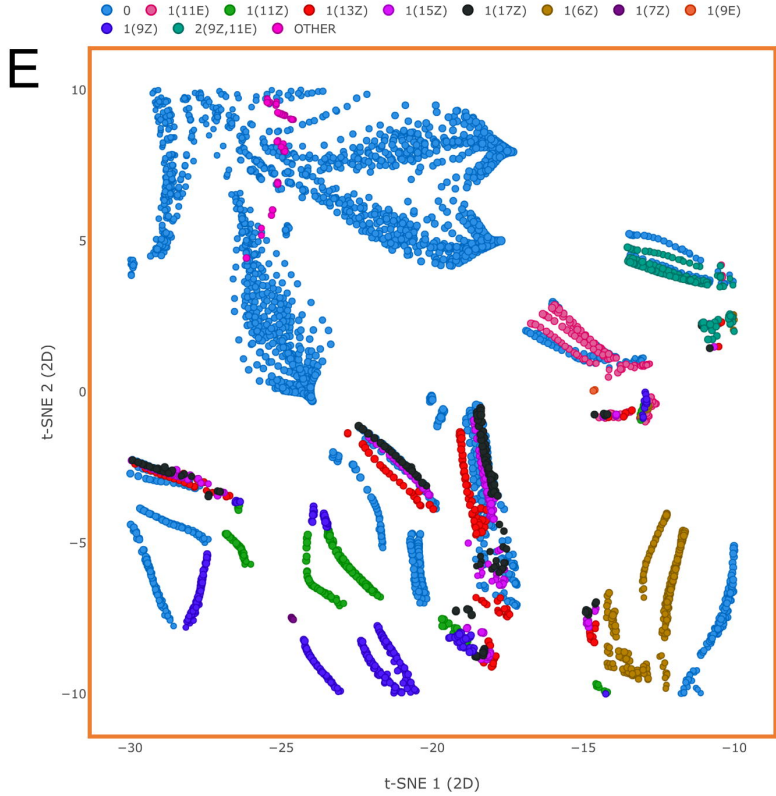 0 1(11E) 1(11Z) 1(13Z) 1(15Z) 1(17Z) 1(6Z) 1(7Z) 1(9E)
1(9Z) 2(9Z,11E) OTHER
E
10
5
0
−5
−10
t-SNE 2 (2D)
−30 −25 −20 −15 −10
t-SNE 1 (2D)